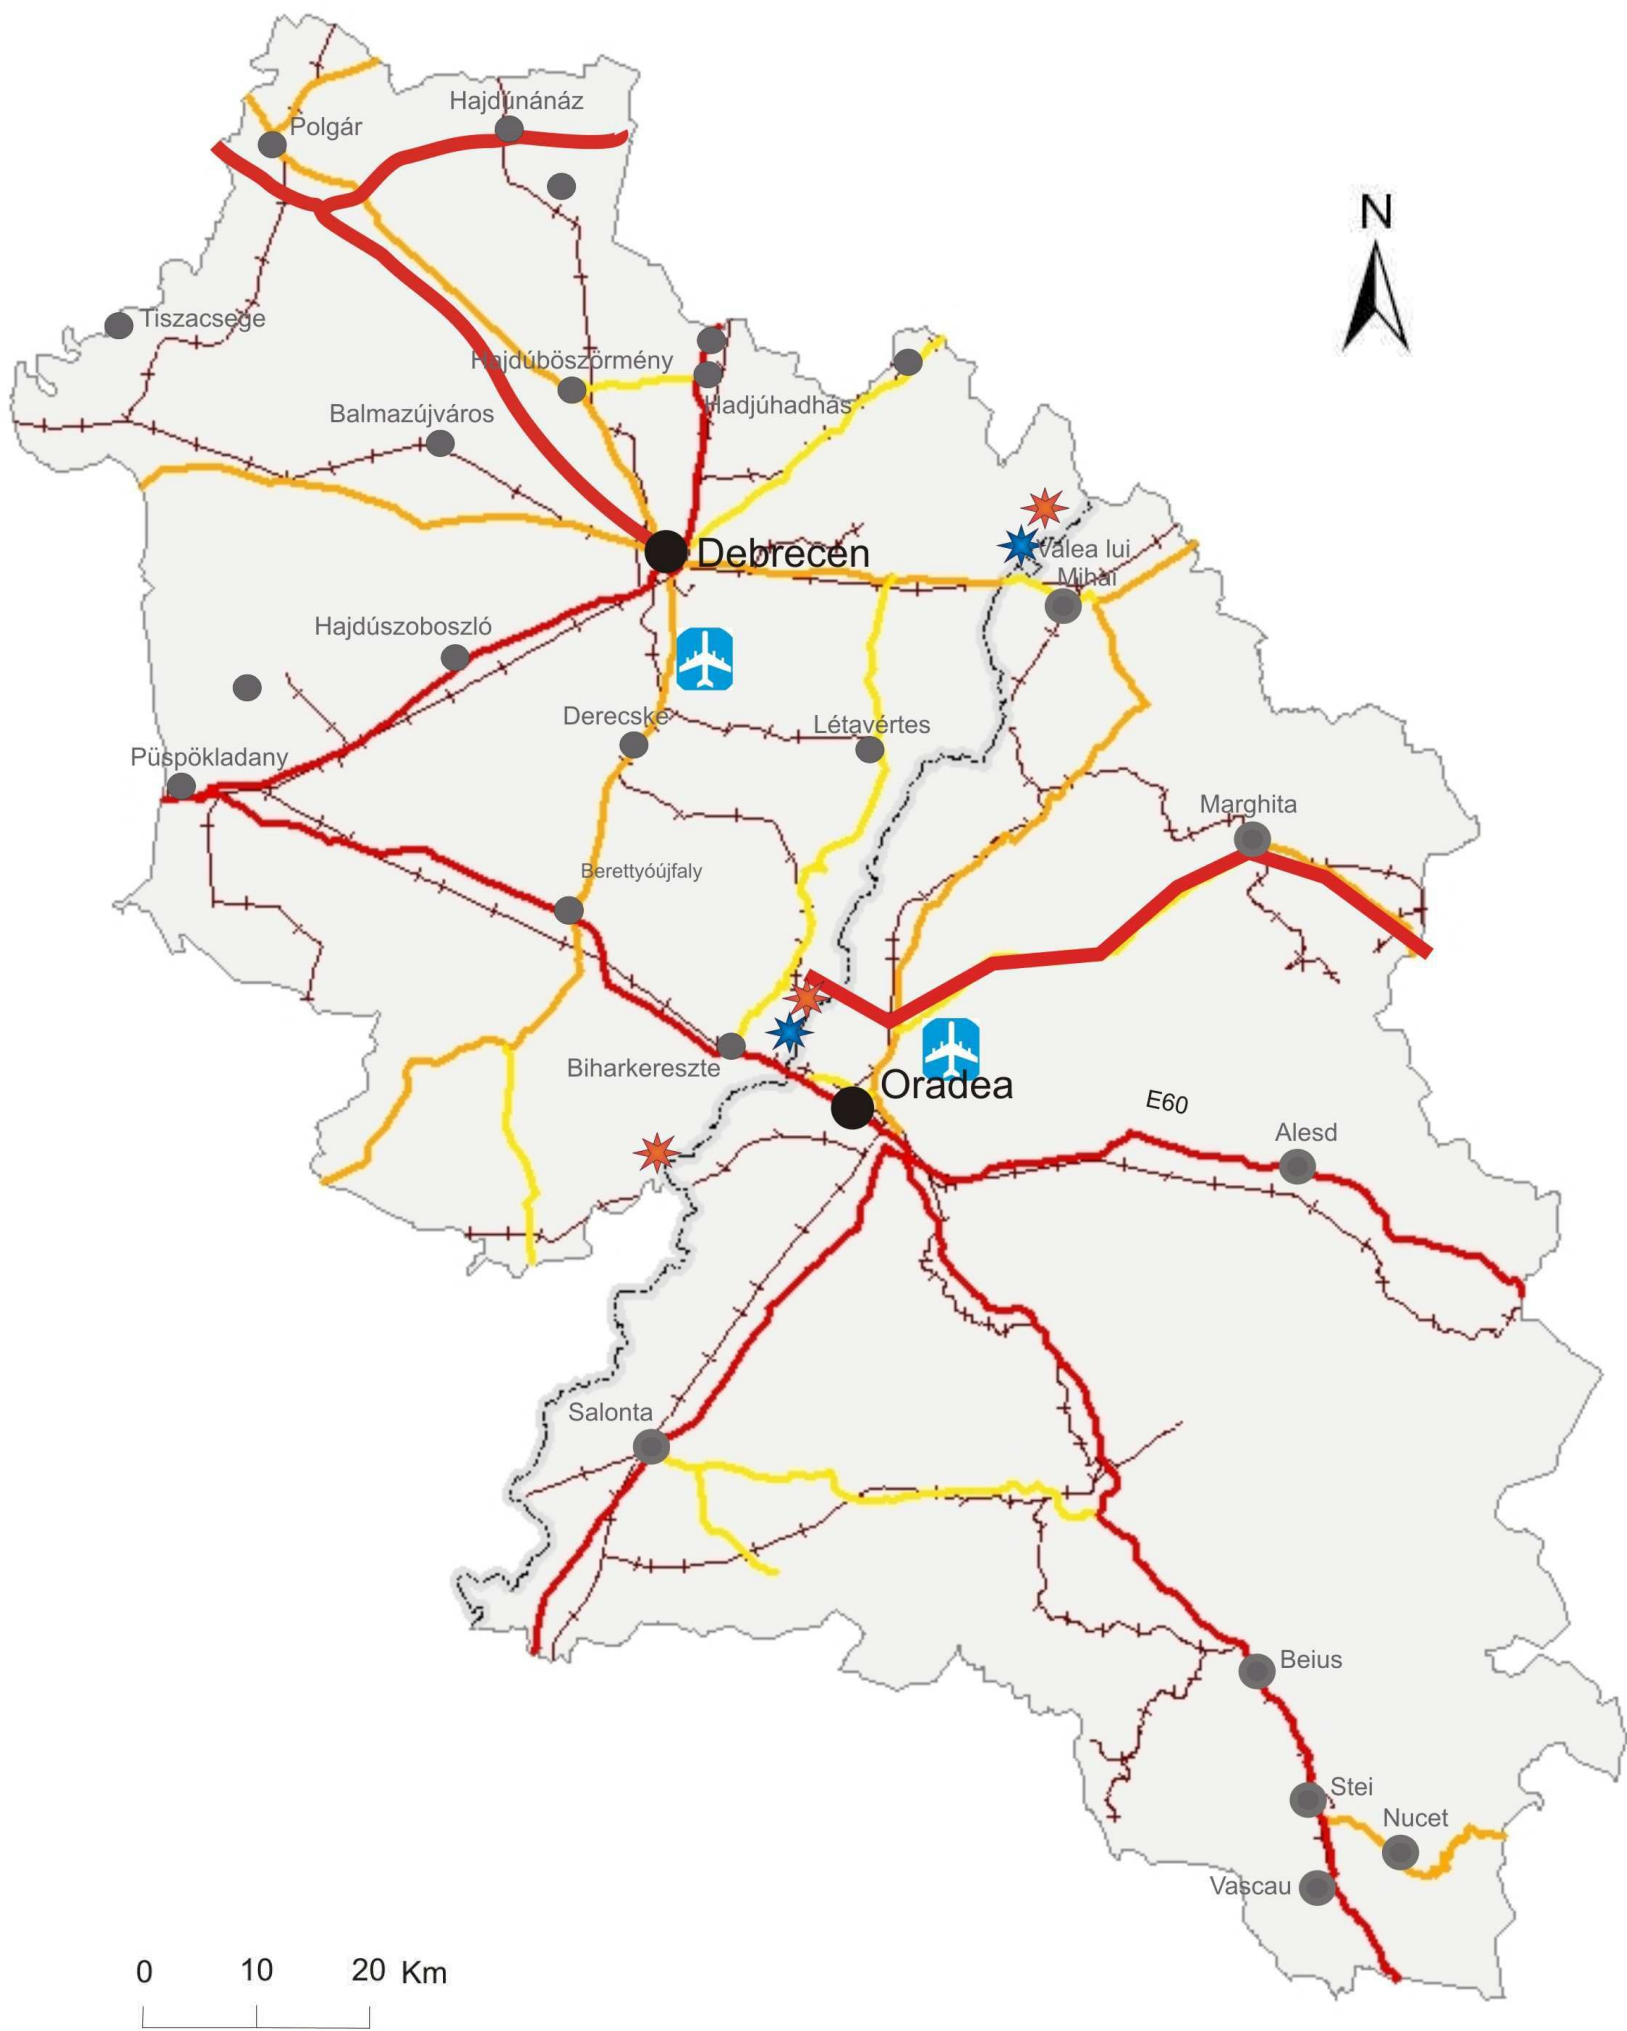 Hajdúnánáz
Polgár
N
Tiszacsege
Hajdúböszörmény
Hadjúhadhás
Balmazújváros
Debrecen
Valea lui
Mihai
Hajdúszoboszló
Derecske
Létavértes
Püspökladany
Marghita
Berettyóújfaly
Biharkereszte
Oradea
E60
Alesd
Salonta
Beius
Stei
Nucet
Vascau
0 10 20 Km